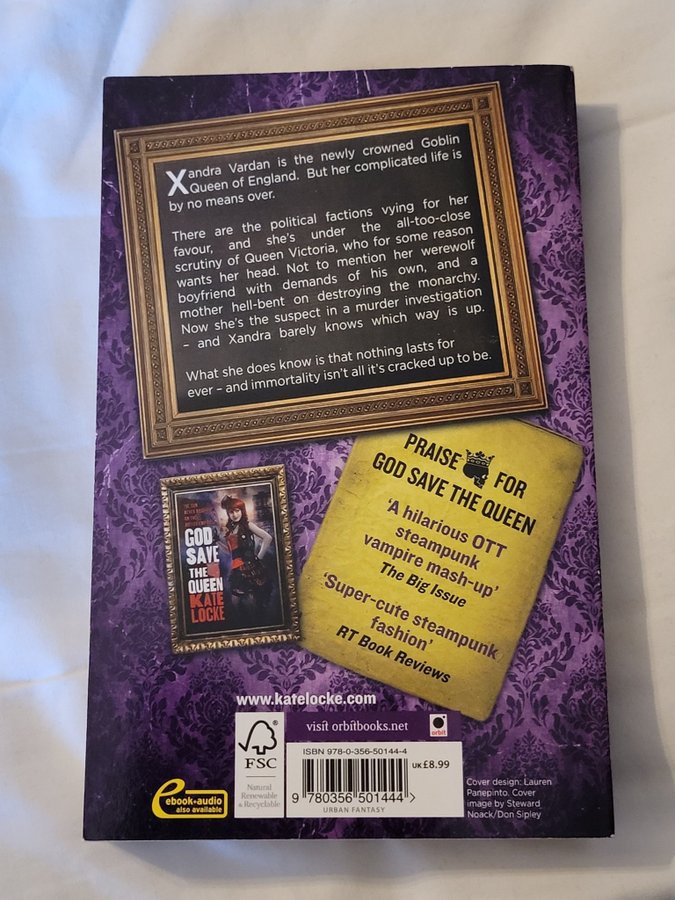 Xandra Vardan is the newly crowned Goblin
Queen of England. But her complicated life is
by no means over.
There are the political factions vying for her
favour, and she's under the all-too-close
scrutiny of Queen Victoria, who for some reason
wants her head. Not to mention her werewolf
boyfriend with demands of his own, and a
mother hell-bent on destroying the monarchy.
Now she's the suspect in a murder investigation
– and Xandra barely knows which way is up.
What she does know is that nothing lasts for
ever – and immortality isn't all it's cracked up to be.
PRAISE FOR
GOD SAVE THE QUEEN
'A hilarious OTT
steampunk
vampire mash-up'
The Big Issue
'Super-cute steampunk
fashion'
RT Book Reviews
GOD
SAVE
THE
QUEEN
KATE
LOCKE
www.katelocke.com
visit orbitbooks.net
orbit
FSC
Natural
Renewable
& Recyclable
ISBN 978-0-356-50144-4
UK £8.99
9 780356 501444 >
URBAN FANTASY
ebook+audio
also available
Cover design: Lauren
Panepinto. Cover
image by Steward
Noack/Don Sipley